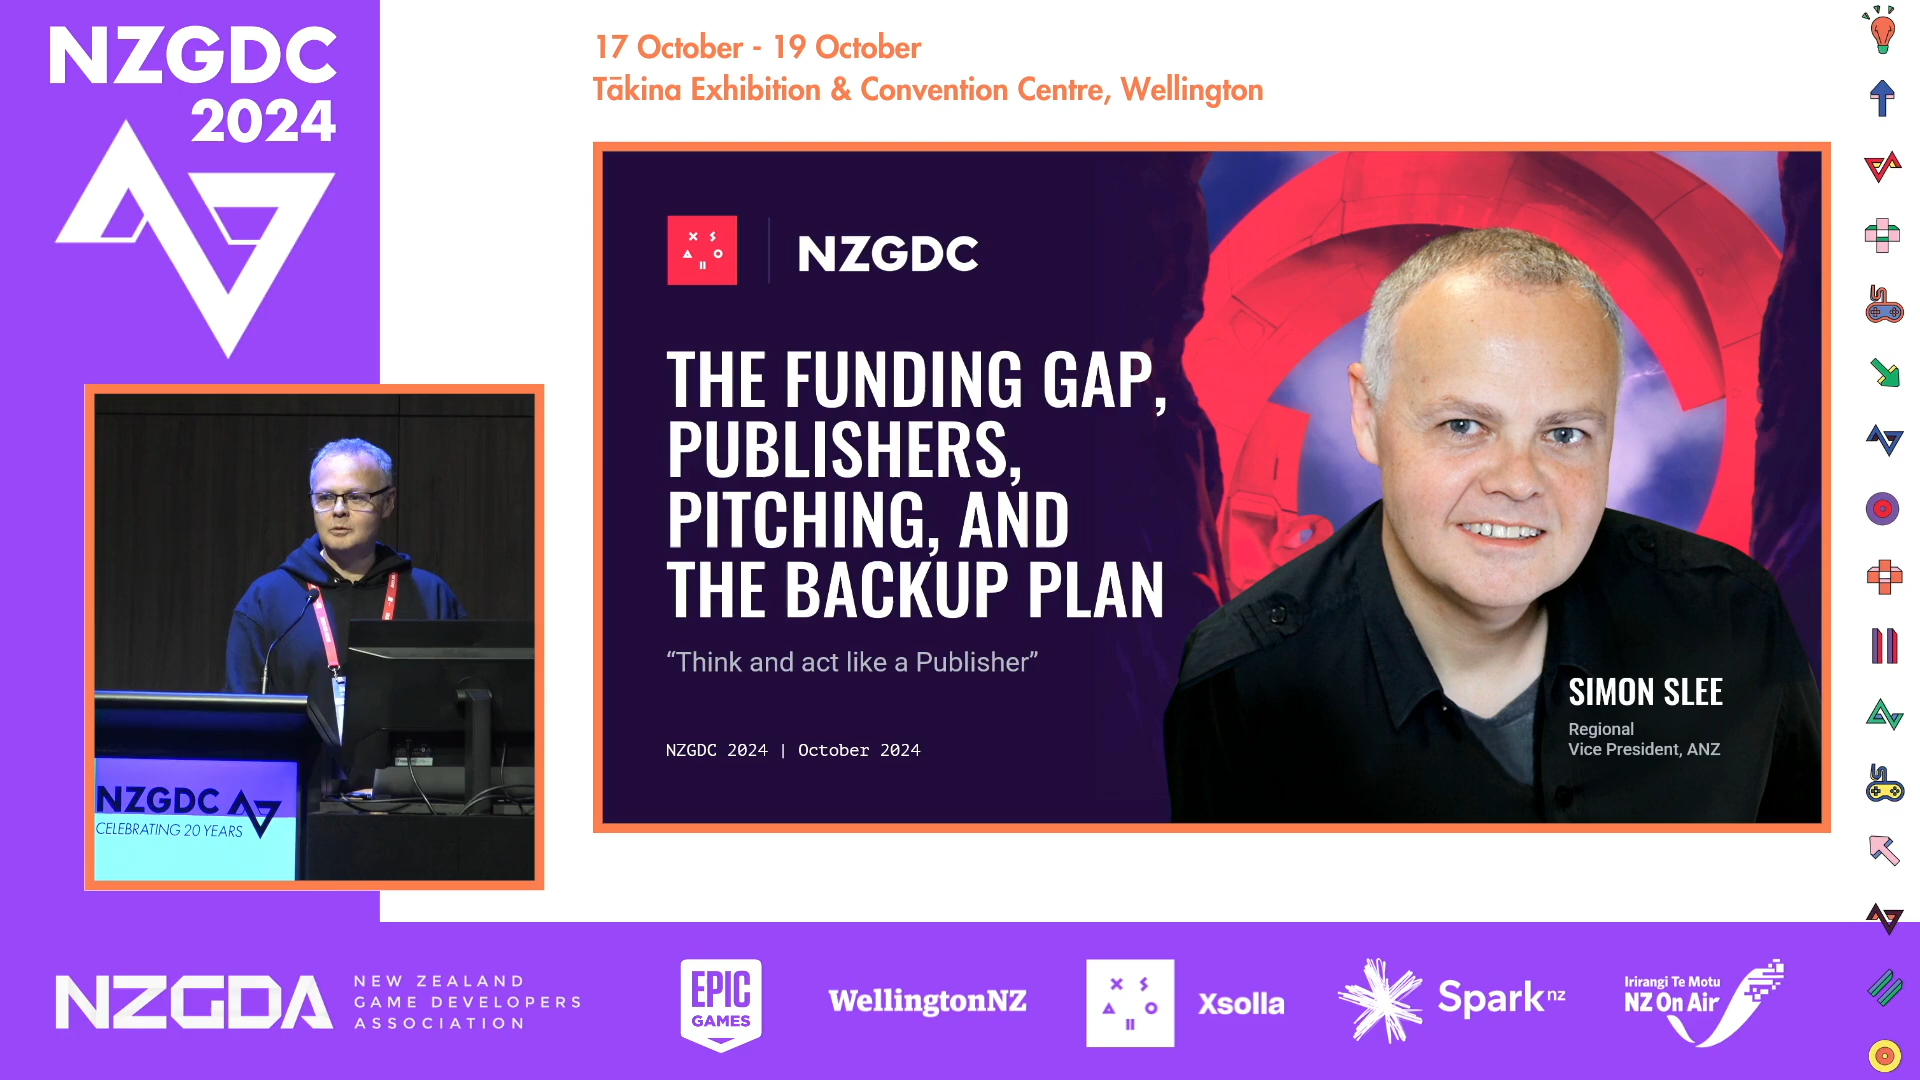 NZGDC
2024
17 October - 19 October
Tākina Exhibition & Convention Centre, Wellington
XSOLLA
NZGDC
THE FUNDING GAP,
PUBLISHERS,
PITCHING, AND
THE BACKUP PLAN
“Think and act like a Publisher”
NZGDC 2024 | October 2024
SIMON SLEE
Regional
Vice President, ANZ
NZGDC
CELEBRATING 20 YEARS
NZGDA
NEW ZEALAND
GAME DEVELOPERS
ASSOCIATION
EPIC
GAMES
WellingtonNZ
XSOLLA
Xsolla
Spark nz
Irirangi Te Motu
NZ On Air